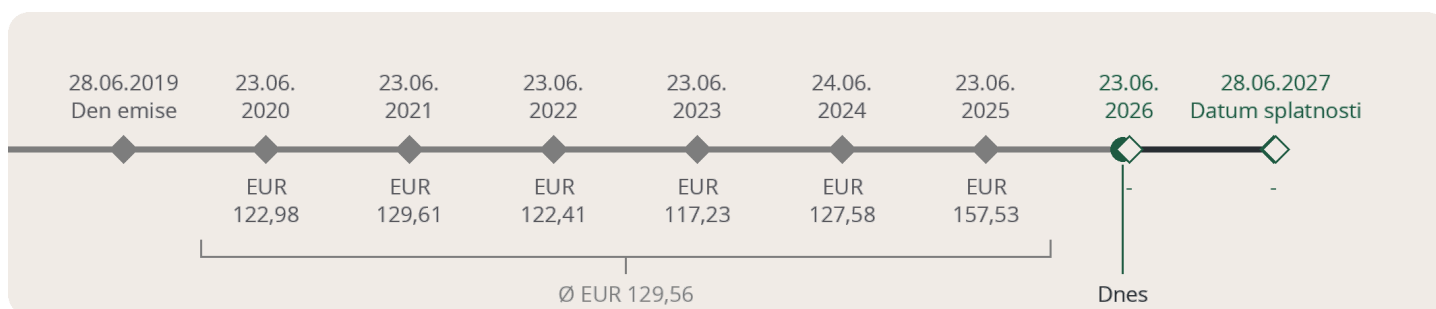 28.06.2019
Den emise
23.06.
2020
23.06.
2021
23.06.
2022
23.06.
2023
24.06.
2024
23.06.
2025
23.06.
2026
28.06.2027
Datum splatnosti
EUR
122,98
EUR
129,61
EUR
122,41
EUR
117,23
EUR
127,58
EUR
157,53
-
-
Ø EUR 129,56
Dnes